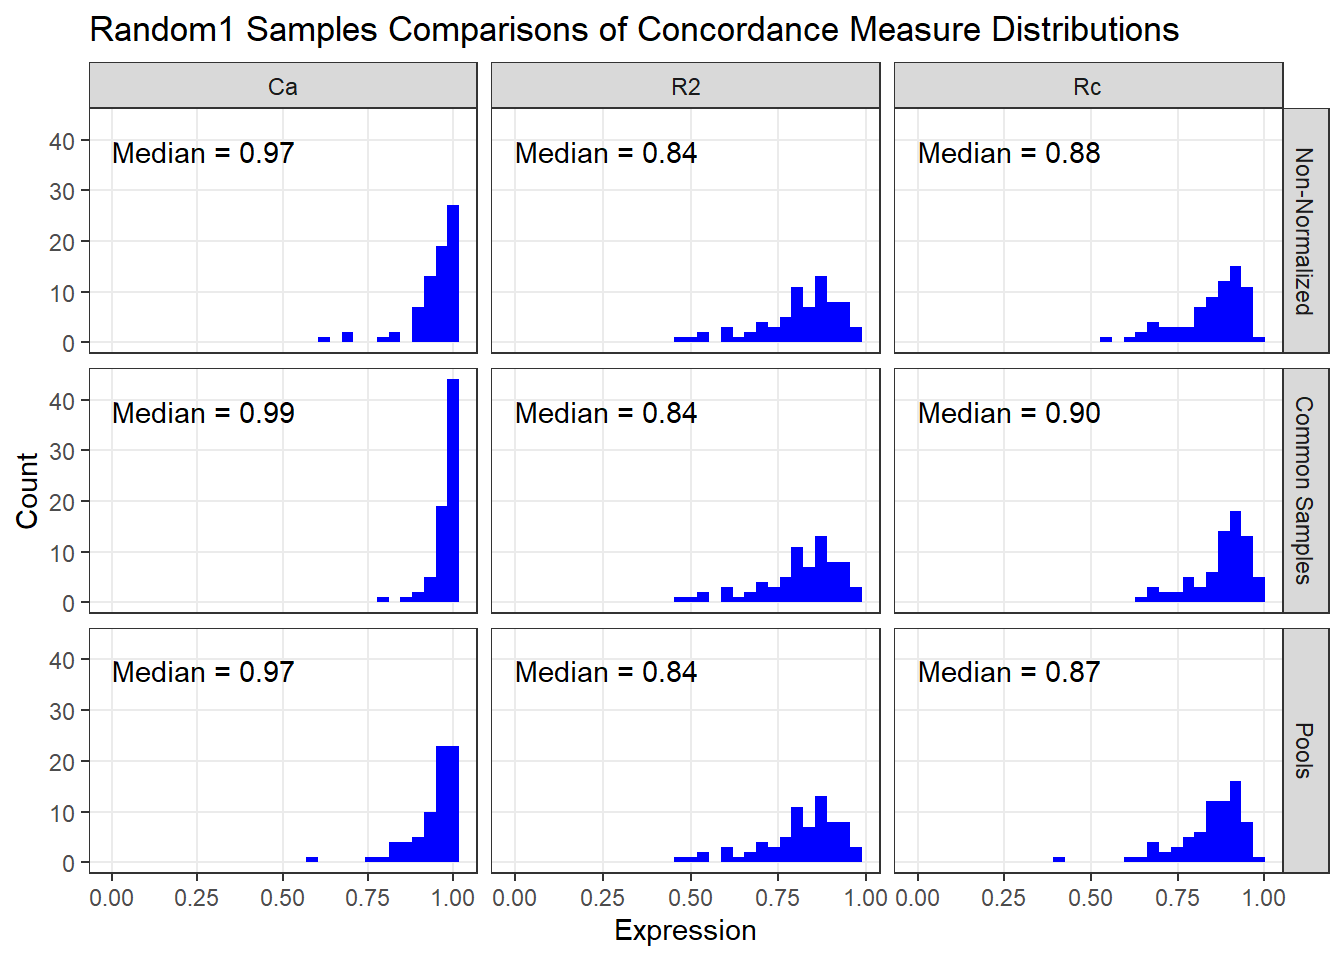 Random1 Samples Comparisons of Concordance Measure Distributions
Ca
R2
Rc
Median = 0.97
Median = 0.84
Median = 0.88
Non-Normalized
40
30
20
10
0
Median = 0.99
Median = 0.84
Median = 0.90
Common Samples
40
30
20
10
0
Count
Median = 0.97
Median = 0.84
Median = 0.87
Pools
40
30
20
10
0
0.00 0.25 0.50 0.75 1.00
0.00 0.25 0.50 0.75 1.00
0.00 0.25 0.50 0.75 1.00
Expression